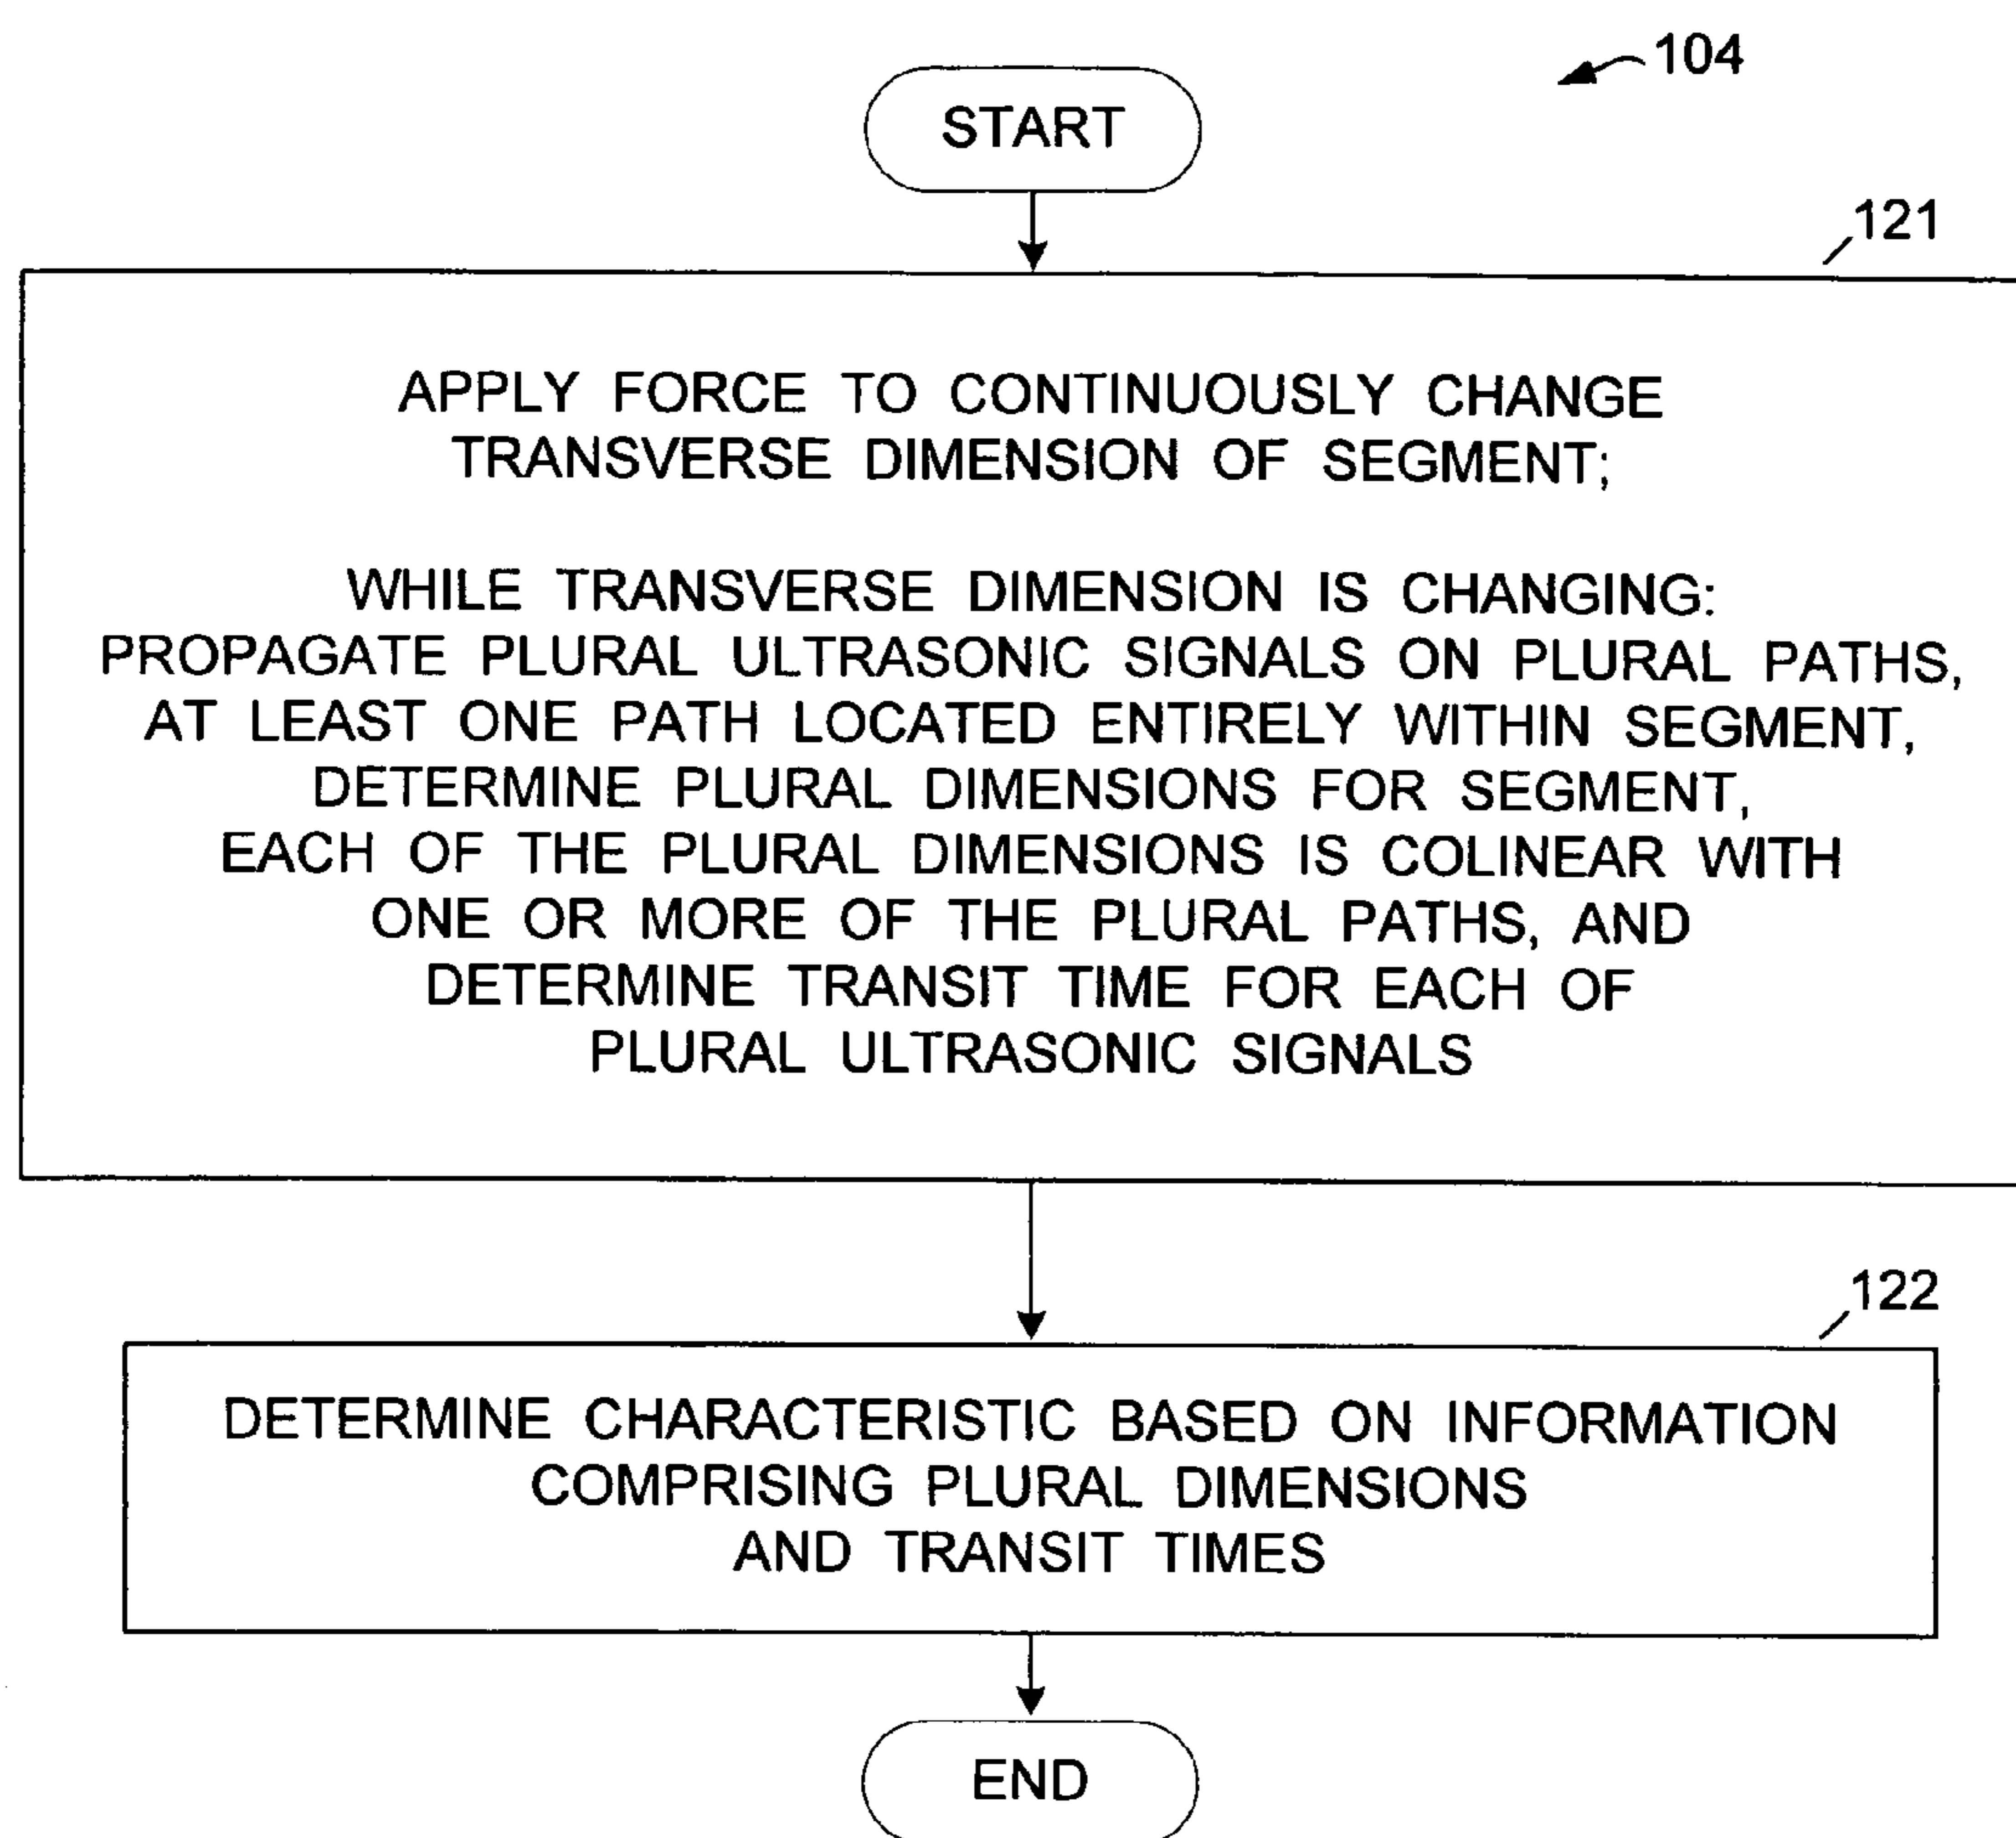 104
START
121
APPLY FORCE TO CONTINUOUSLY CHANGE
TRANSVERSE DIMENSION OF SEGMENT;
WHILE TRANSVERSE DIMENSION IS CHANGING:
PROPAGATE PLURAL ULTRASONIC SIGNALS ON PLURAL PATHS,
AT LEAST ONE PATH LOCATED ENTIRELY WITHIN SEGMENT,
DETERMINE PLURAL DIMENSIONS FOR SEGMENT,
EACH OF THE PLURAL DIMENSIONS IS COLINEAR WITH
ONE OR MORE OF THE PLURAL PATHS, AND
DETERMINE TRANSIT TIME FOR EACH OF
PLURAL ULTRASONIC SIGNALS
122
DETERMINE CHARACTERISTIC BASED ON INFORMATION
COMPRISING PLURAL DIMENSIONS
AND TRANSIT TIMES
END